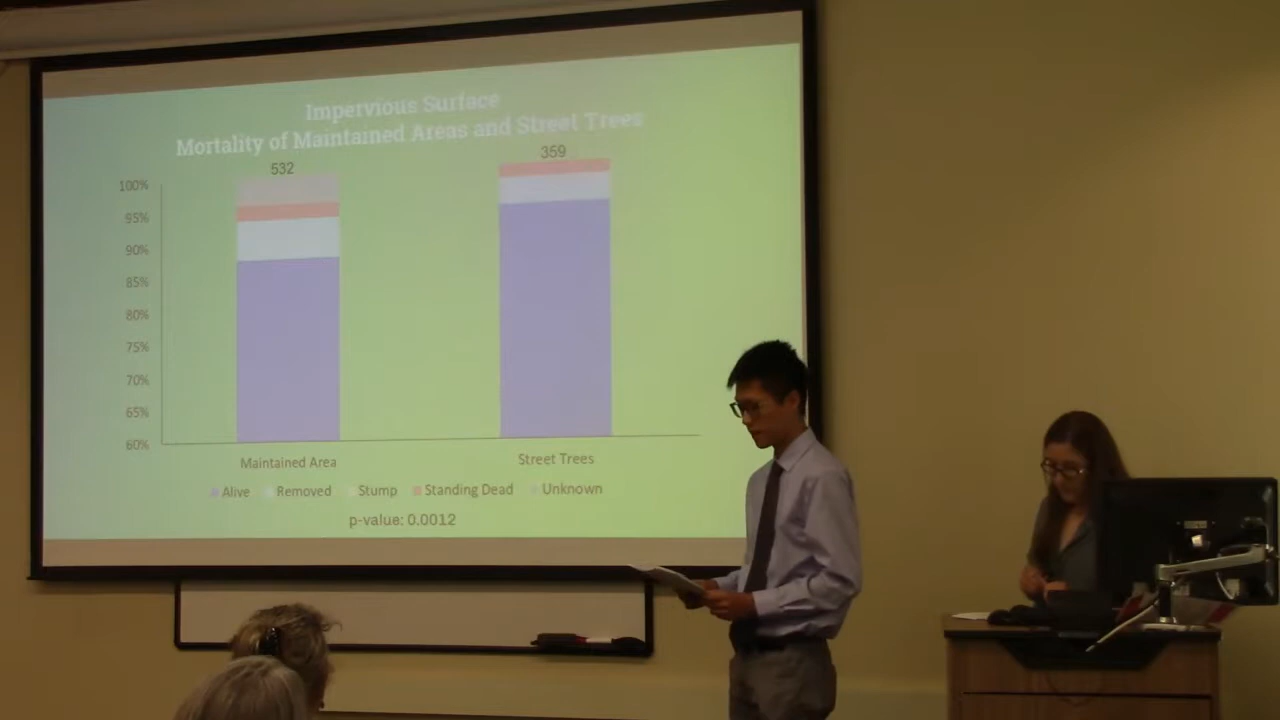 Impervious Surface
Mortality of Maintained Areas and Street Trees
532
359
100%
95%
90%
85%
80%
75%
70%
65%
60%
Maintained Area
Street Trees
Alive
Removed
Stump
Standing Dead
Unknown
p-value: 0.0012